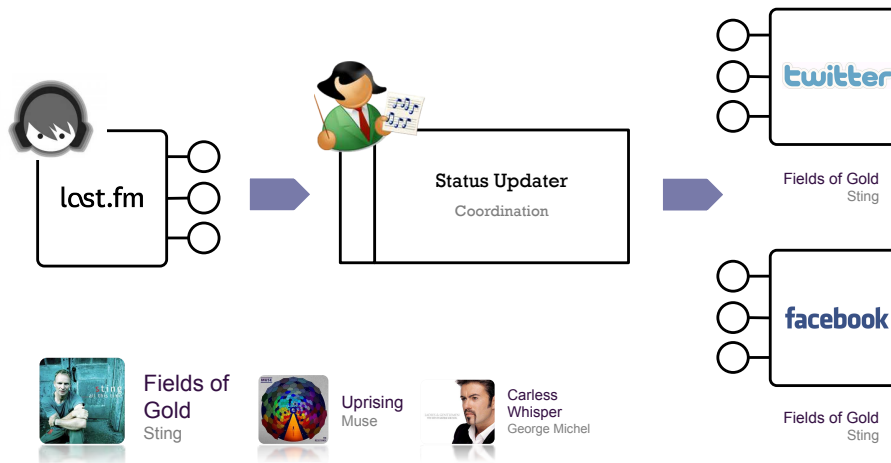 twitter
last.fm
Status Updater
Coordination
Fields of Gold
Sting
facebook
Fields of
Gold
Sting
Uprising
Muse
Carless
Whisper
George Michel
Fields of Gold
Sting